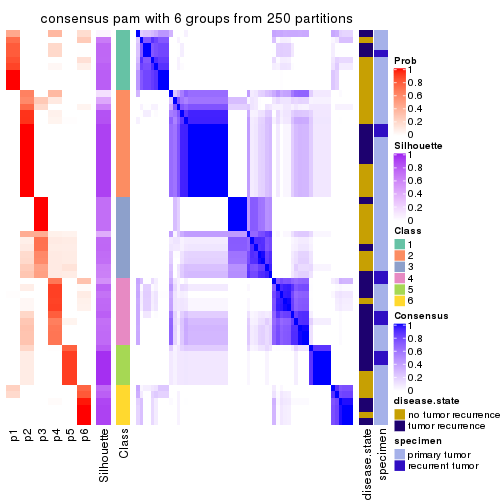 consensus pam with 6 groups from 250 partitions
Prob
1
0.8
0.6
0.4
0.2
0
Silhouette
1
0.8
0.6
0.4
0.2
0
Class
1
2
3
4
5
6
Consensus
1
0.8
0.6
0.4
0.2
0
disease.state
no tumor recurrence
tumor recurrence
specimen
primary tumor
recurrent tumor
p1
p2
p3
p4
p5
p6
Silhouette
Class
disease.state
specimen